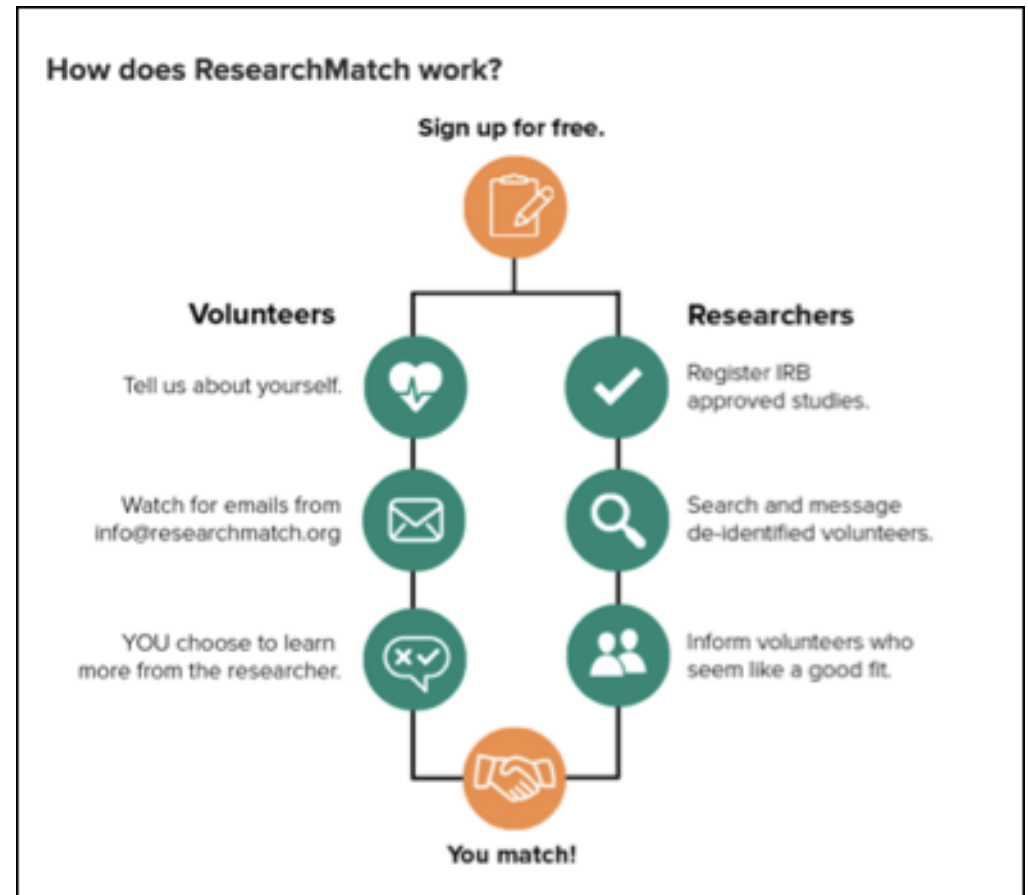 How does ResearchMatch work?
Sign up for free.
Volunteers
Tell us about yourself.
Watch for emails from
info@researchmatch.org
YOU choose to learn
more from the researcher.
Researchers
Register IRB
approved studies.
Search and message
de-identified volunteers.
Inform volunteers who
seem like a good fit.
You match!